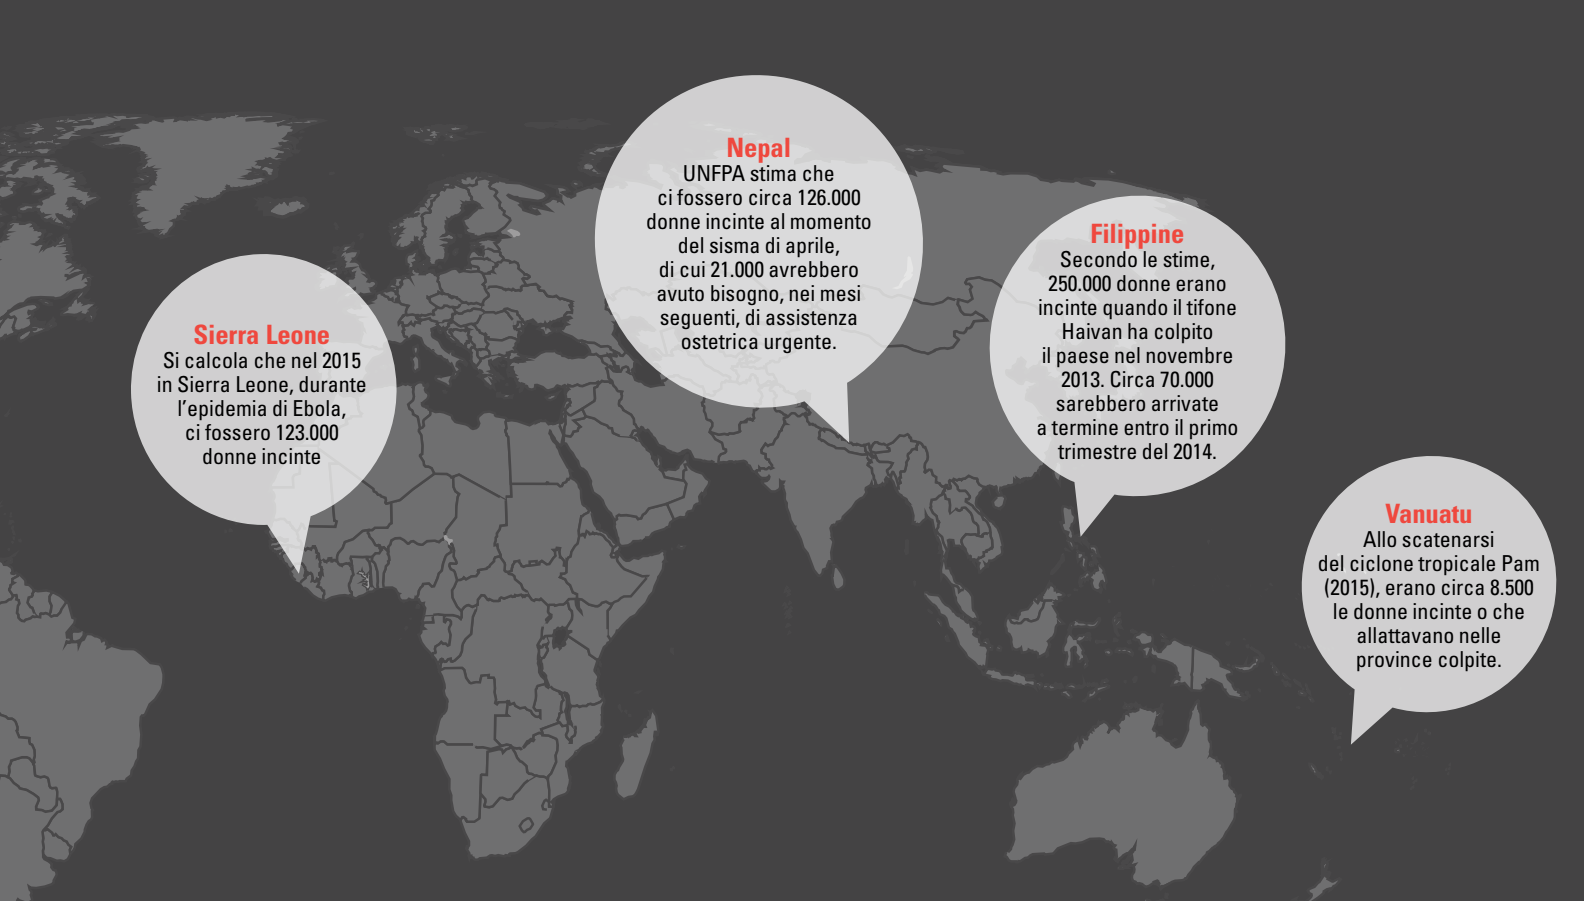 Nepal
UNFPA stima che
ci fossero circa 126.000
donne incinte al momento
del sisma di aprile,
di cui 21.000 avrebbero
avuto bisogno, nei mesi
seguenti, di assistenza
ostetrica urgente.
Filippine
Secondo le stime,
250.000 donne erano
incinte quando il tifone
Haivan ha colpito
il paese nel novembre
2013. Circa 70.000
sarebbero arrivate
a termine entro il primo
trimestre del 2014.
Sierra Leone
Si calcola che nel 2015
in Sierra Leone, durante
l’epidemia di Ebola,
ci fossero 123.000
donne incinte
Vanuatu
Allo scatenarsi
del ciclone tropicale Pam
(2015), erano circa 8.500
le donne incinte o che
allattavano nelle
province colpite.